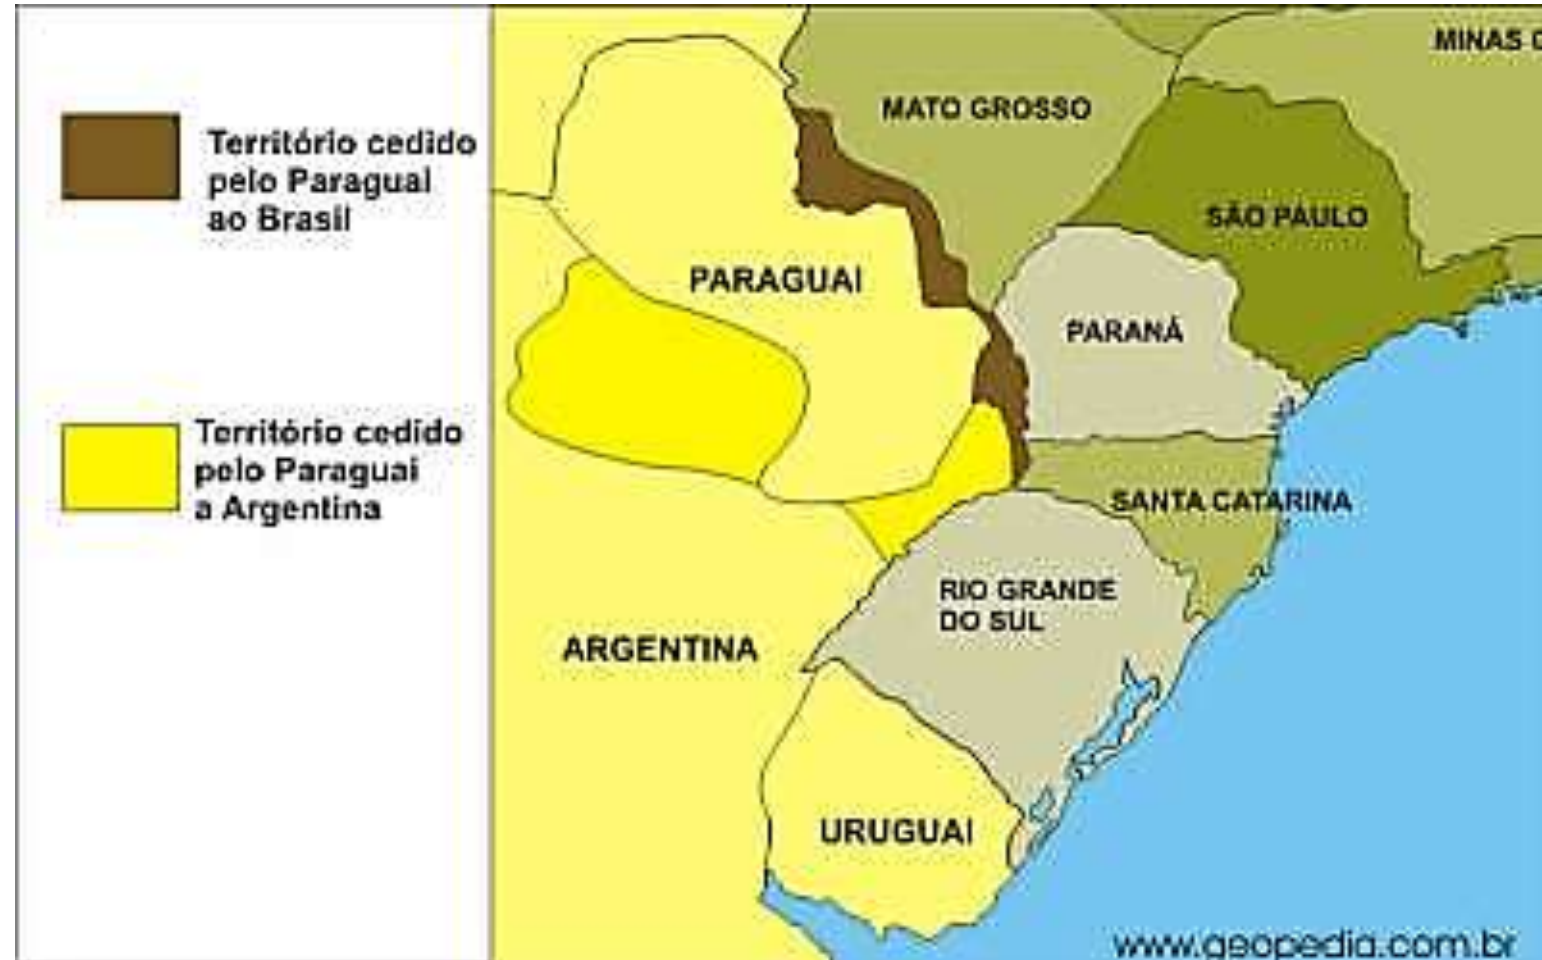 Território cedido
pelo Paraguai
ao Brasil
Território cedido
pelo Paraguai
a Argentina
MINAS G
MATO GROSSO
SÃO PAULO
PARAGUAI
PARANÁ
SANTA CATARINA
RIO GRANDE
DO SUL
ARGENTINA
URUGUAI
www.geopedia.com.br